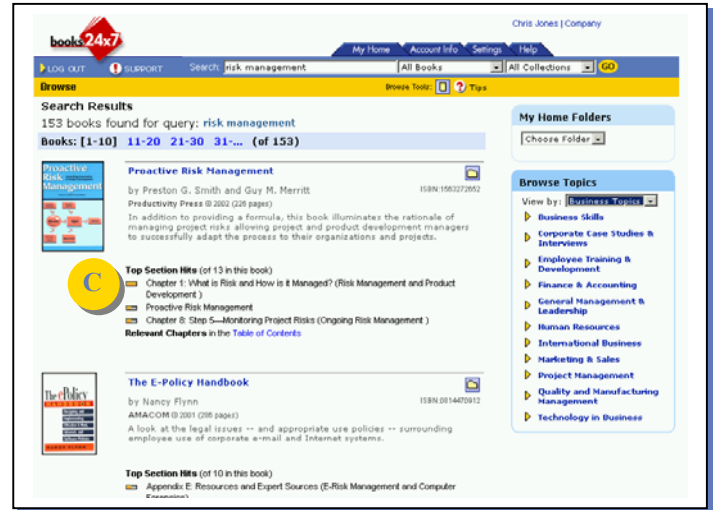 Chris Jones | Company
books 24x7
My Home Account Info Settings Help
LOG OUT SUPPORT Search: risk management All Books All Collections GO
Browse Browse Tools: ? Tips
Search Results
153 books found for query: risk management
Books: [1-10] 11-20 21-30 31-... (of 153)
Proactive Risk Management
Proactive Risk Management
by Preston G. Smith and Guy M. Merritt ISBN:1563272652
Productivity Press © 2002 (226 pages)
In addition to providing a formula, this book illuminates the rationale of
managing project risks allowing project and product development managers
to successfully adapt the process to their organizations and projects.
C
Top Section Hits (of 13 in this book)
Chapter 1: What is Risk and How is it Managed? (Risk Management and Product
Development )
Proactive Risk Management
Chapter 8: Step 5—Monitoring Project Risks (Ongoing Risk Management )
Relevant Chapters in the Table of Contents
The ePolicy
The E-Policy Handbook
by Nancy Flynn ISBN:0814470912
AMACOM © 2001 (295 pages)
A look at the legal issues -- and appropriate use policies -- surrounding
employee use of corporate e-mail and Internet systems.
Top Section Hits (of 10 in this book)
Appendix E: Resources and Expert Sources (E-Risk Management and Computer
My Home Folders
Choose Folder
Browse Topics
View by: Business Topics
Business Skills
Corporate Case Studies &
Interviews
Employee Training &
Development
Finance & Accounting
General Management &
Leadership
Human Resources
International Business
Marketing & Sales
Project Management
Quality and Manufacturing
Management
Technology in Business